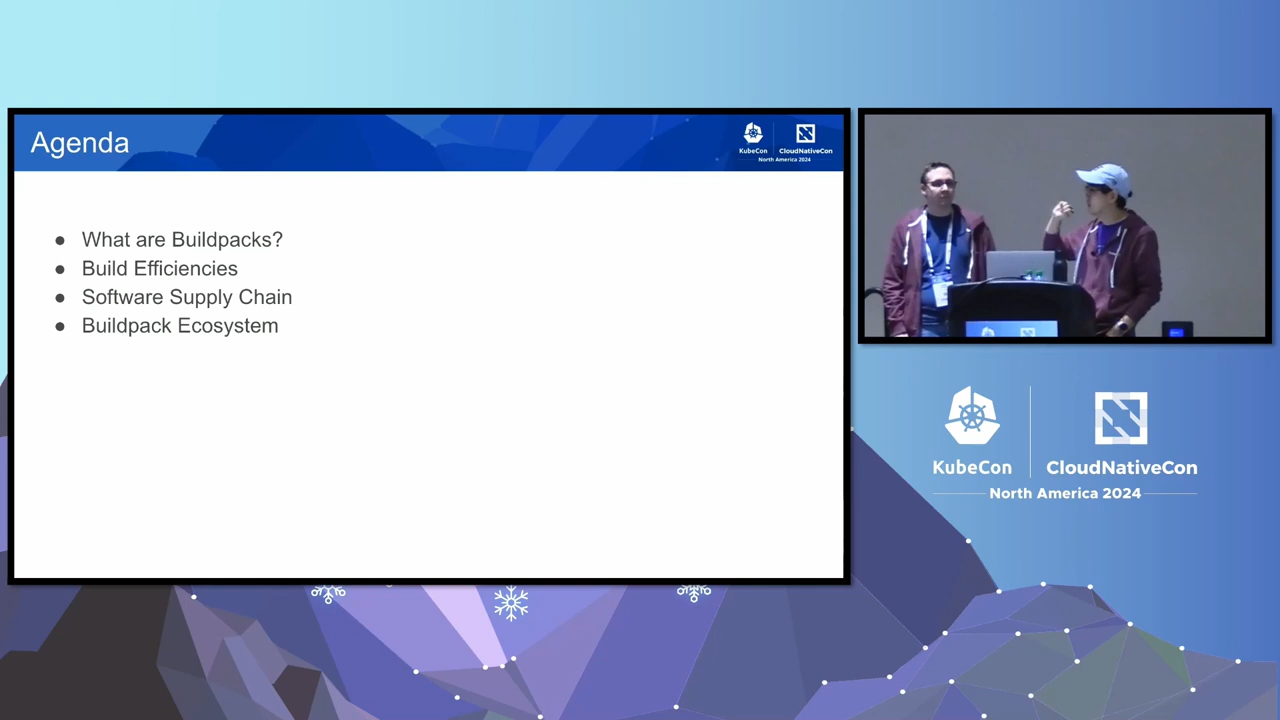 Agenda
KubeCon
CloudNativeCon
North America 2024
● What are Buildpacks?
● Build Efficiencies
● Software Supply Chain
● Buildpack Ecosystem
KubeCon
CloudNativeCon
North America 2024